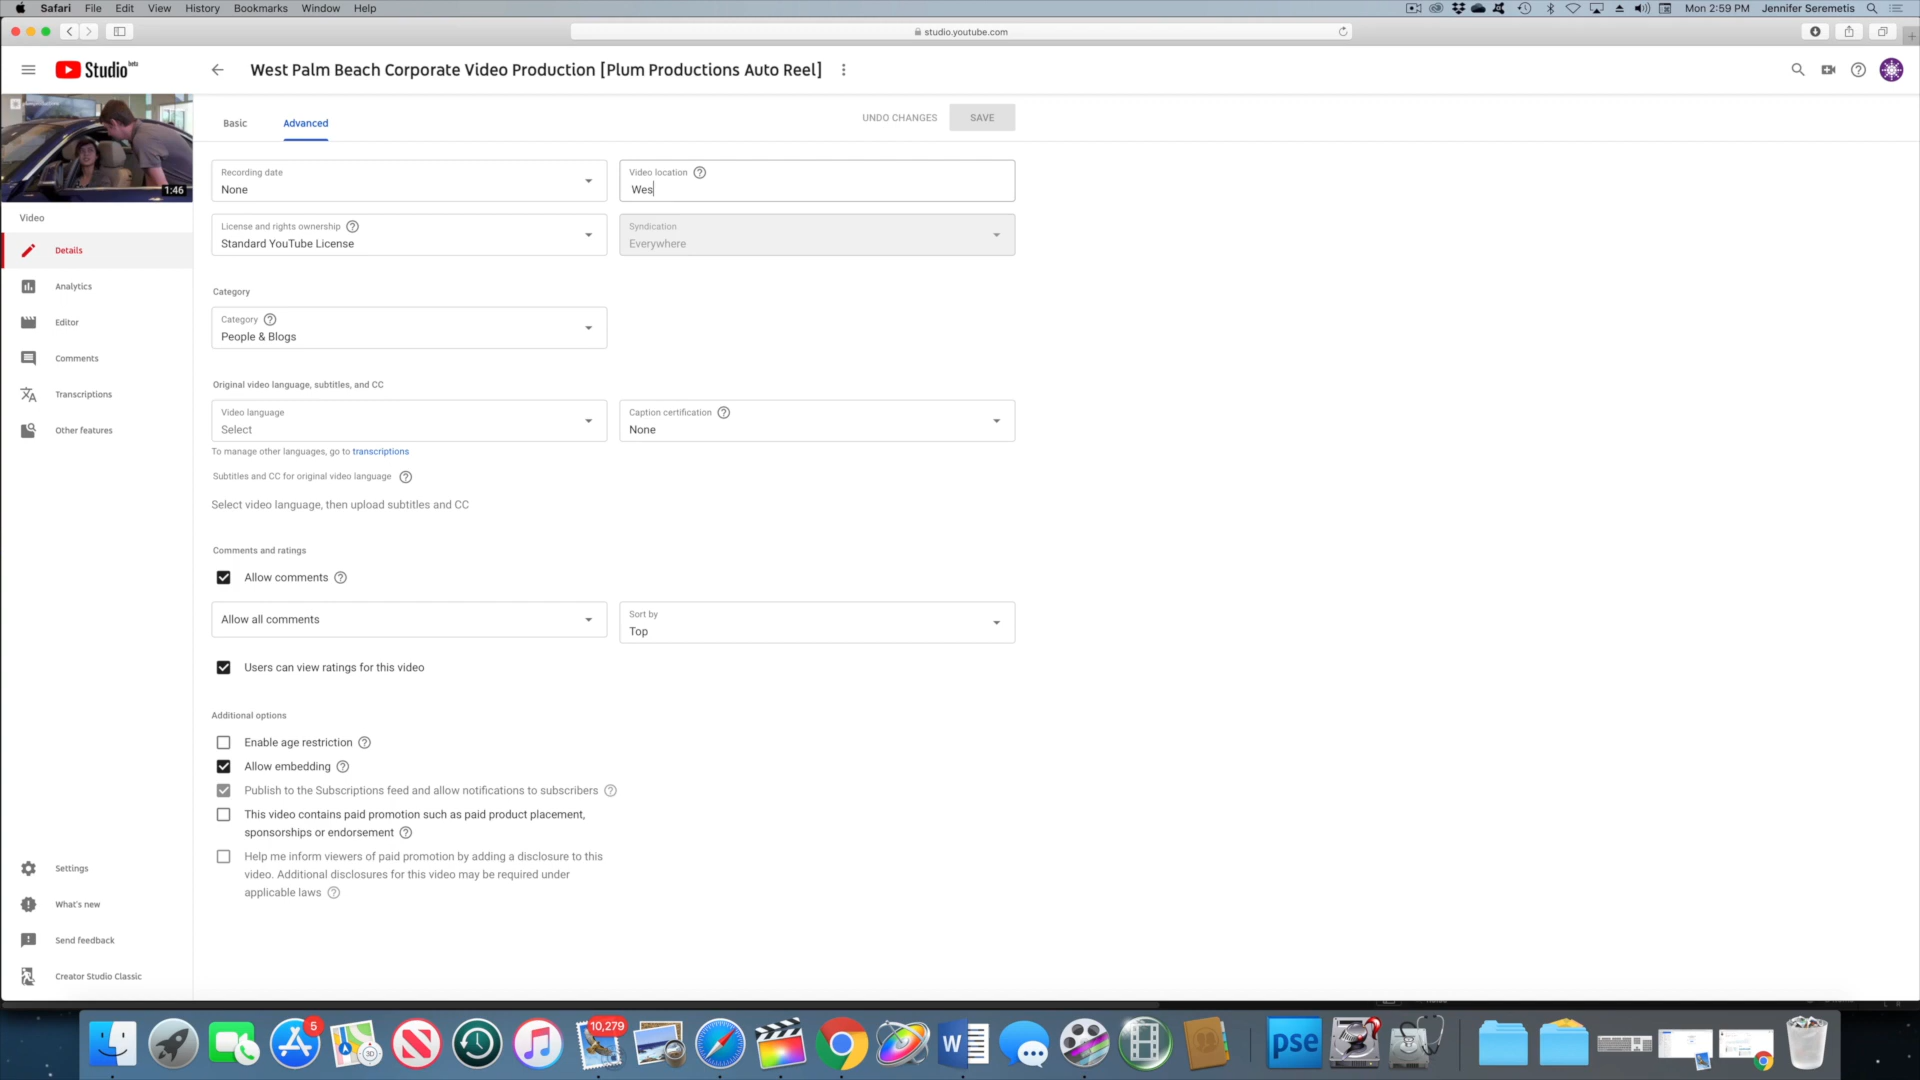 Safari File Edit View History Bookmarks Window Help
Mon 2:59 PM Jennifer Seremetis
studio.youtube.com
Studio beta
West Palm Beach Corporate Video Production [Plum Productions Auto Reel]
1:46
Basic
Advanced
UNDO CHANGES
SAVE
Recording date
None
Video location
Wes
License and rights ownership
Standard YouTube License
Syndication
Everywhere
Category
Category
People & Blogs
Original video language, subtitles, and CC
Video language
Select
Caption certification
None
To manage other languages, go to transcriptions
Subtitles and CC for original video language
Select video language, then upload subtitles and CC
Comments and ratings
Allow comments
Allow all comments
Sort by
Top
Users can view ratings for this video
Additional options
Enable age restriction
Allow embedding
Publish to the Subscriptions feed and allow notifications to subscribers
This video contains paid promotion such as paid product placement,
sponsorships or endorsement
Help me inform viewers of paid promotion by adding a disclosure to this
video. Additional disclosures for this video may be required under
applicable laws
Video
Details
Analytics
Editor
Comments
Transcriptions
Other features
Settings
What's new
Send feedback
Creator Studio Classic
5
3D
10,279
W
pse